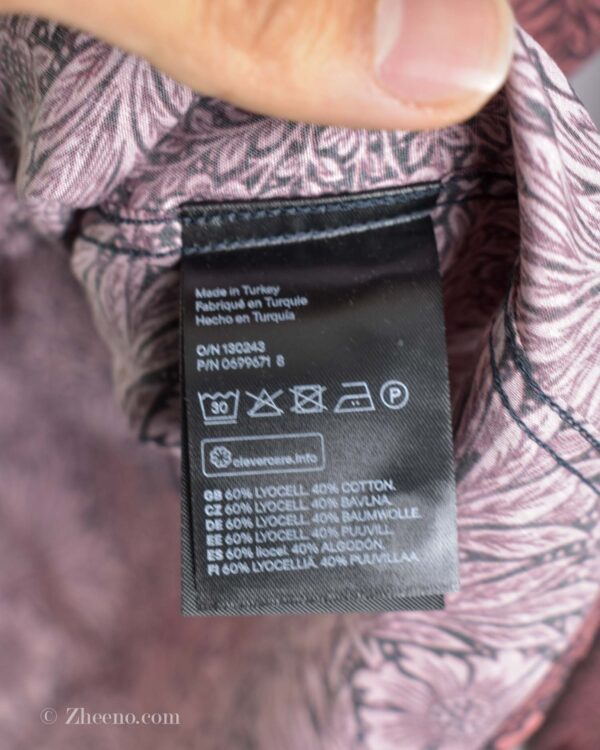 Made in Turkey
Fabriqué en Turquie
Hecho en Turquía
O/N 130243
P/N 0699671 8
30
P
clevercare.info
GB 60% LYOCELL. 40% COTTON.
CZ 60% LYOCELL. 40% BAVLNA.
DE 60% LYOCELL. 40% BAUMWOLLE.
EE 60% LYOCELL. 40% PUUVILL.
ES 60% liocel. 40% ALGODÓN.
FI 60% LYOCELLIÄ. 40% PUUVILLAA.
© Zheeno.com